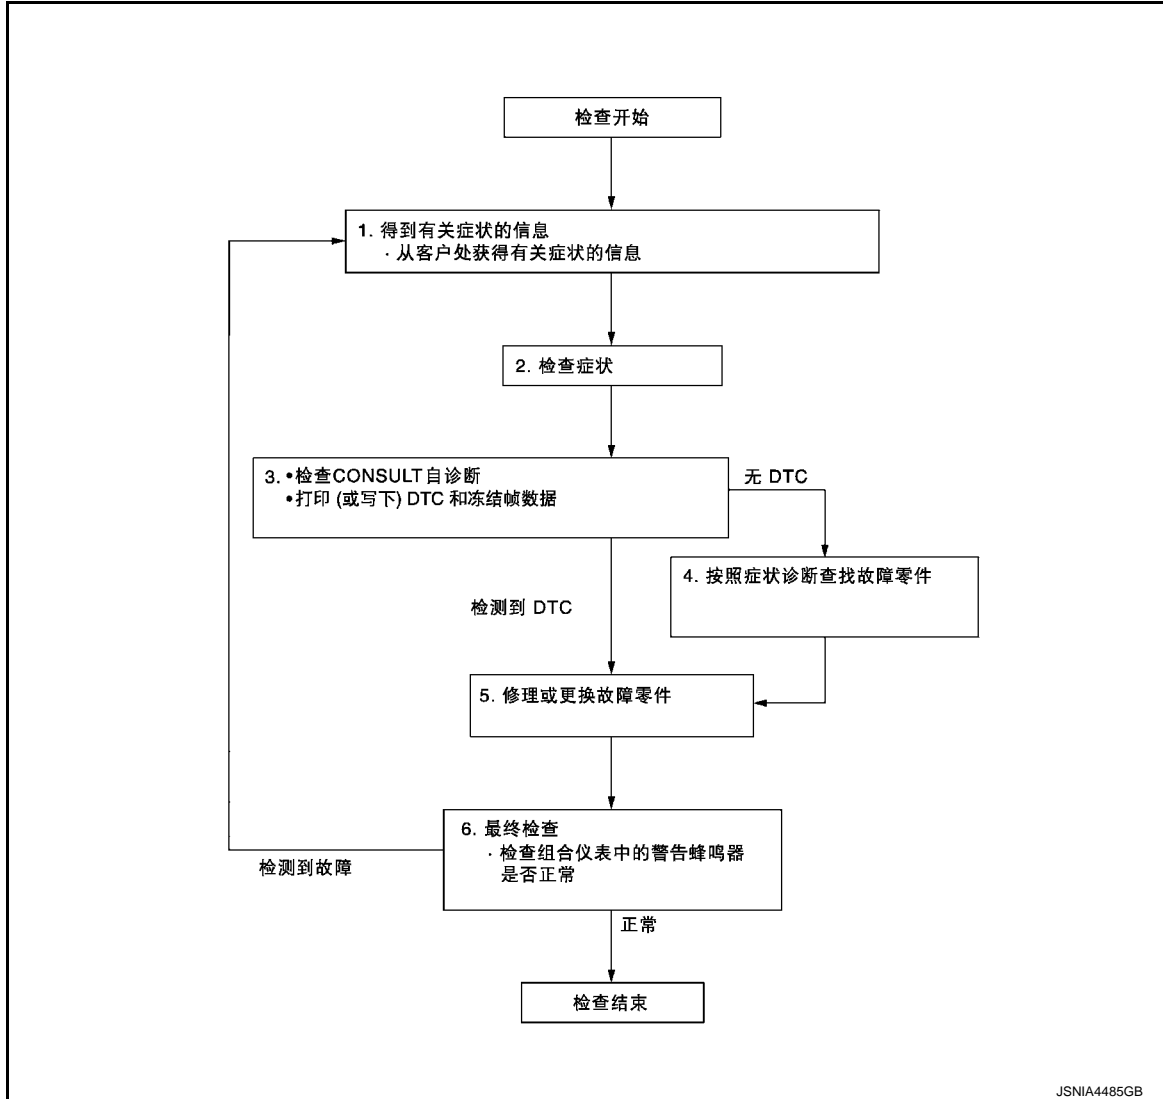 检查开始
1. 得到有关症状的信息
· 从客户处获得有关症状的信息
2. 检查症状
3. •检查CONSULT自诊断
•打印 (或写下) DTC 和冻结帧数据
无 DTC
4. 按照症状诊断查找故障零件
检测到 DTC
5. 修理或更换故障零件
6. 最终检查
· 检查组合仪表中的警告蜂鸣器
是否正常
检测到故障
正常
检查结束
JSNIA4485GB